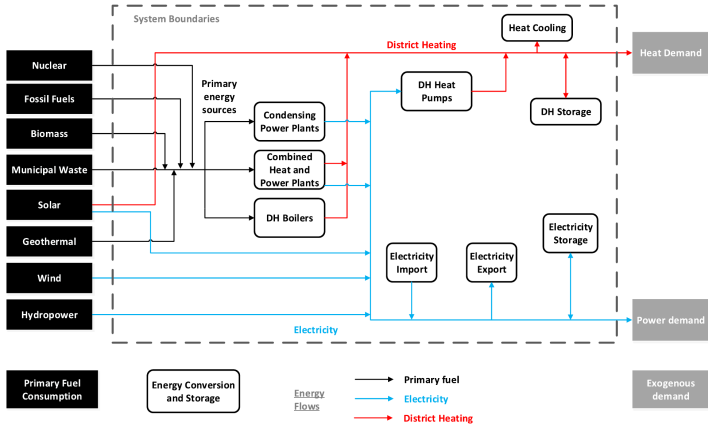 System Boundaries
Heat Cooling
District Heating
Heat Demand
Nuclear
Fossil Fuels
Biomass
Municipal Waste
Solar
Geothermal
Wind
Hydropower
Primary
energy
sources
Condensing
Power Plants
Combined
Heat and
Power Plants
DH Boilers
DH Heat
Pumps
DH Storage
Electricity
Import
Electricity
Export
Electricity
Storage
Electricity
Power demand
Primary Fuel
Consumption
Energy Conversion
and Storage
Energy
Flows
Primary fuel
Electricity
District Heating
Exogenous
demand